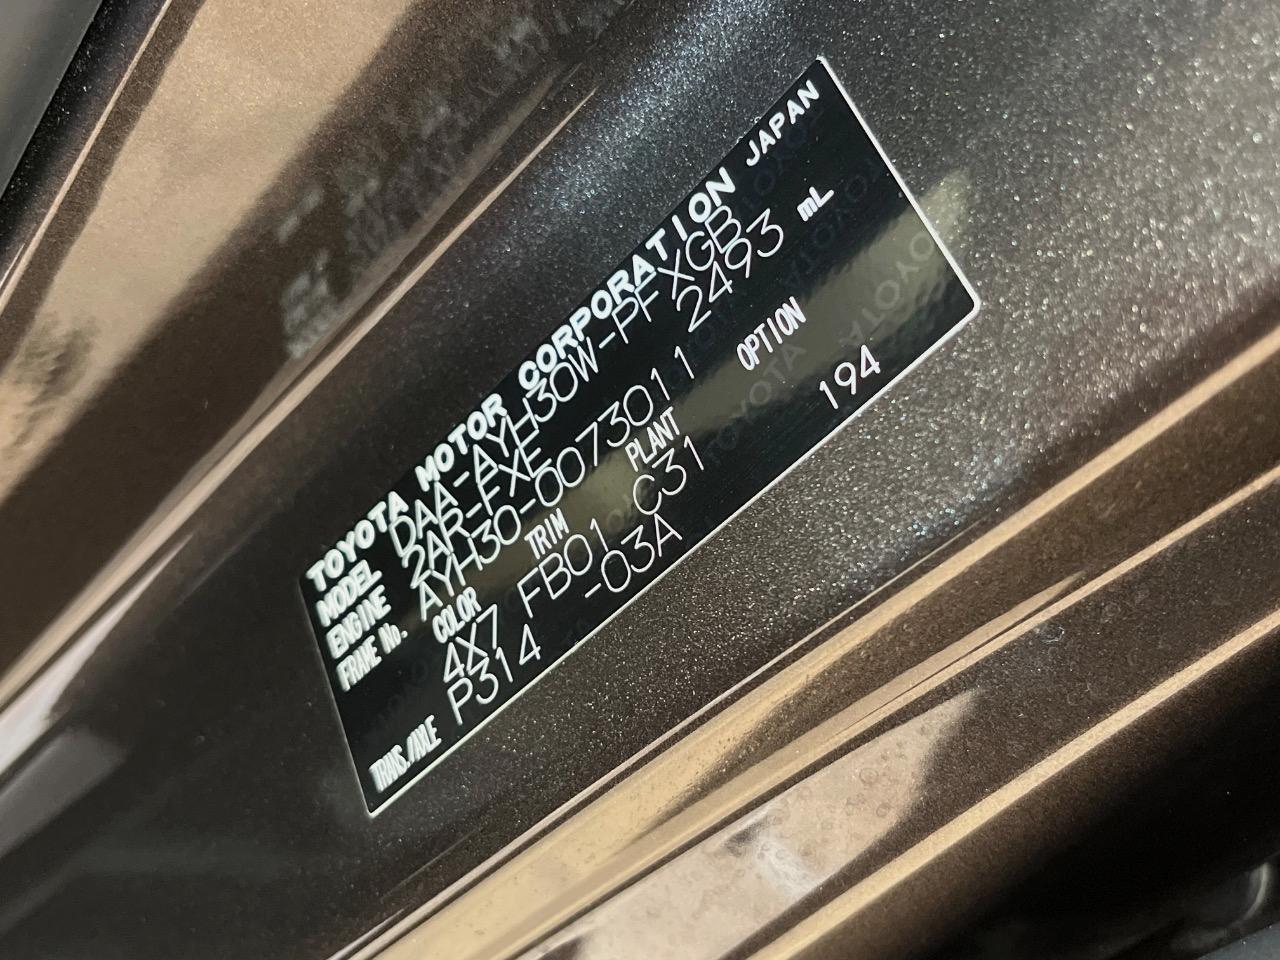 TOYOTA MOTOR CORPORATION JAPAN
MODEL DAA-AYH30W-PFXGB
ENGINE 2AR-FXE 2493 mL
FRAME No. AYH30-0073011
COLOR TRIM PLANT OPTION
4X7 FB01 C31 194
TRANS./AXLE P314 -03A